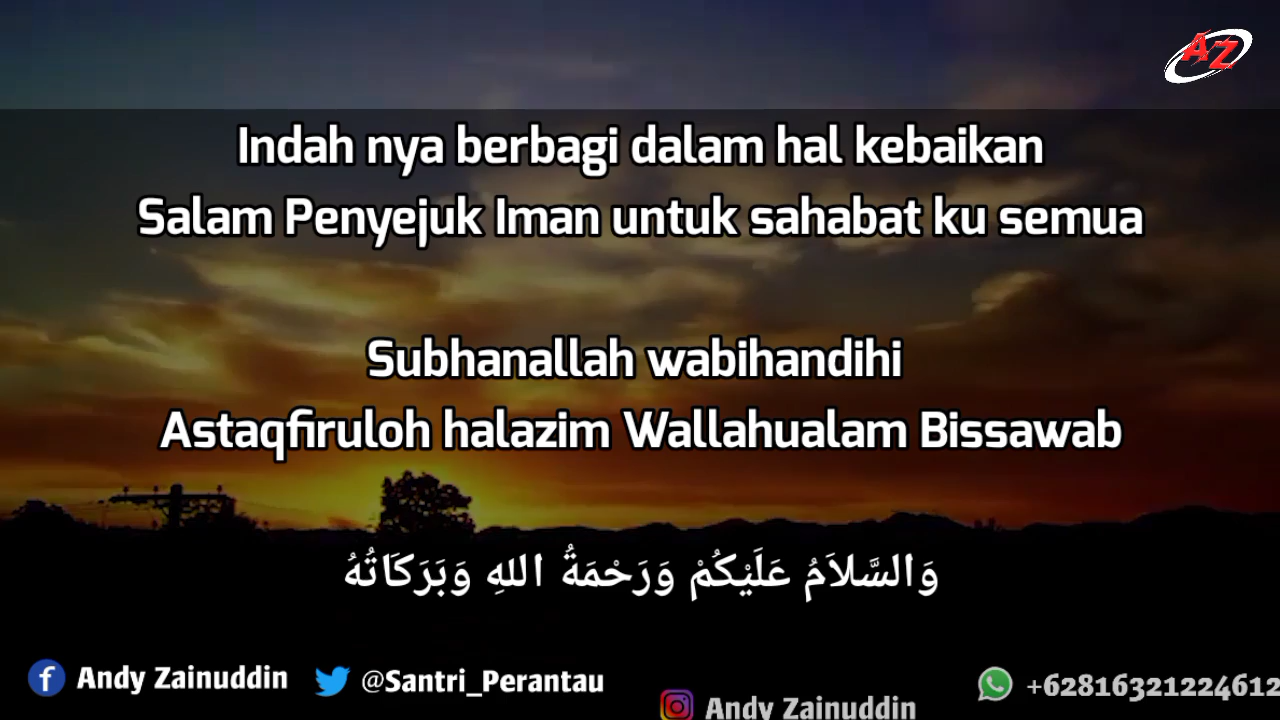 AZ
Indah nya berbagi dalam hal kebaikan
Salam Penyejuk Iman untuk sahabat ku semua
Subhanallah wabihandihi
Astaqfiruloh halazim Wallahualam Bissawab
وَالسَّلاَمُ عَلَيْكُمْ وَرَحْمَةُ اللهِ وَبَرَكَاتُهُ
Andy Zainuddin
@Santri_Perantau
Andy Zainuddin
+62816321224612